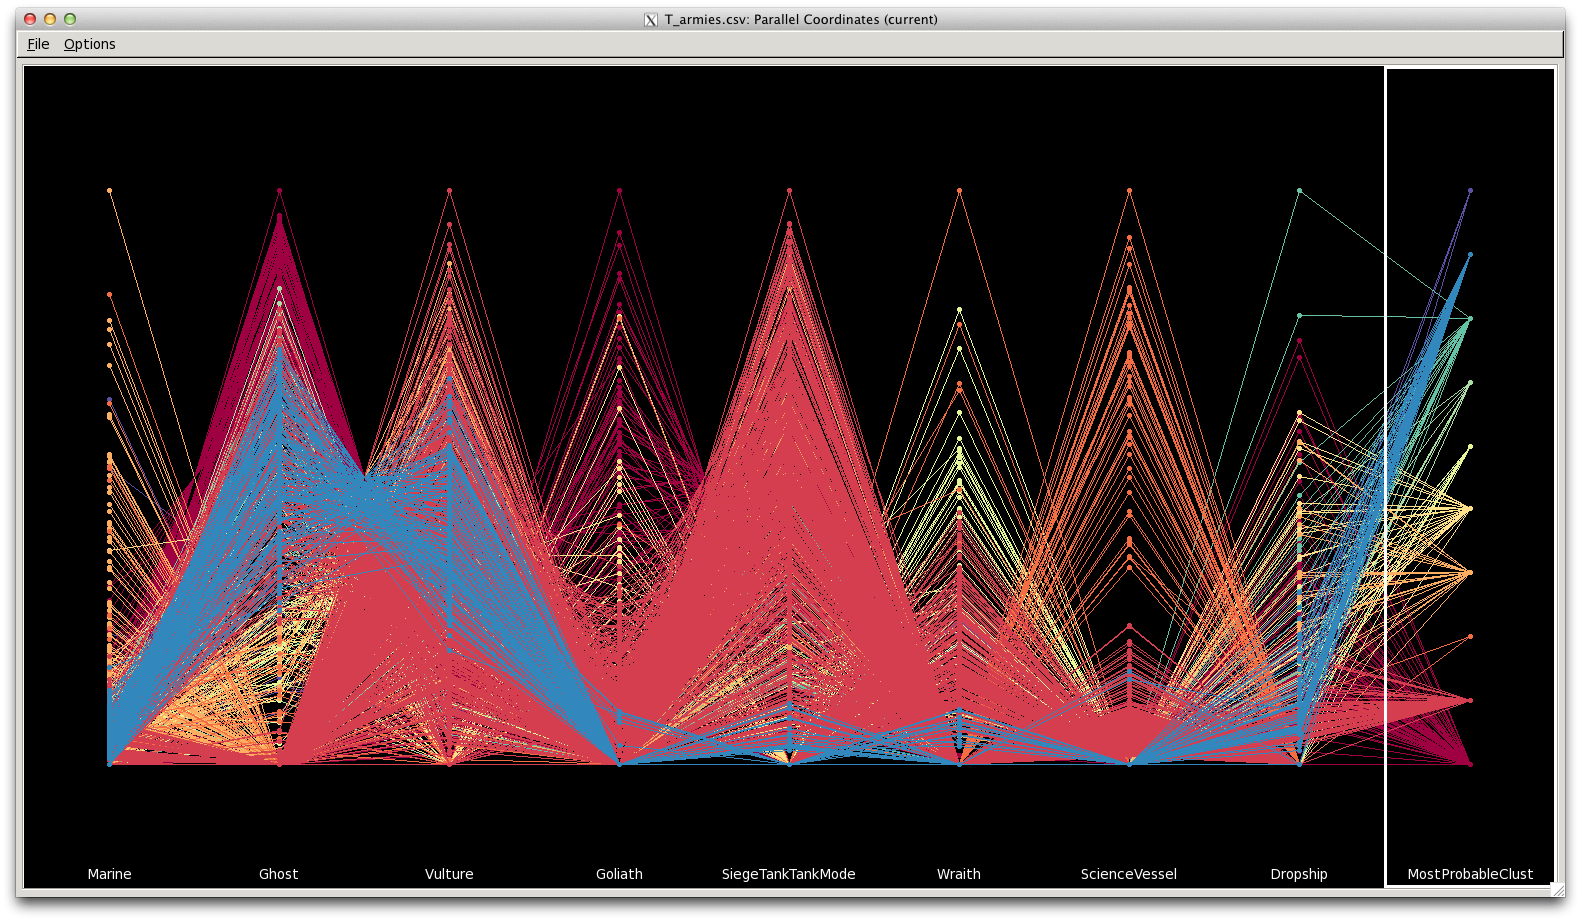 T_armies.csv: Parallel Coordinates (current)
File Options
Marine Ghost Vulture Goliath SiegeTankTankMode Wraith ScienceVessel Dropship MostProbableClust